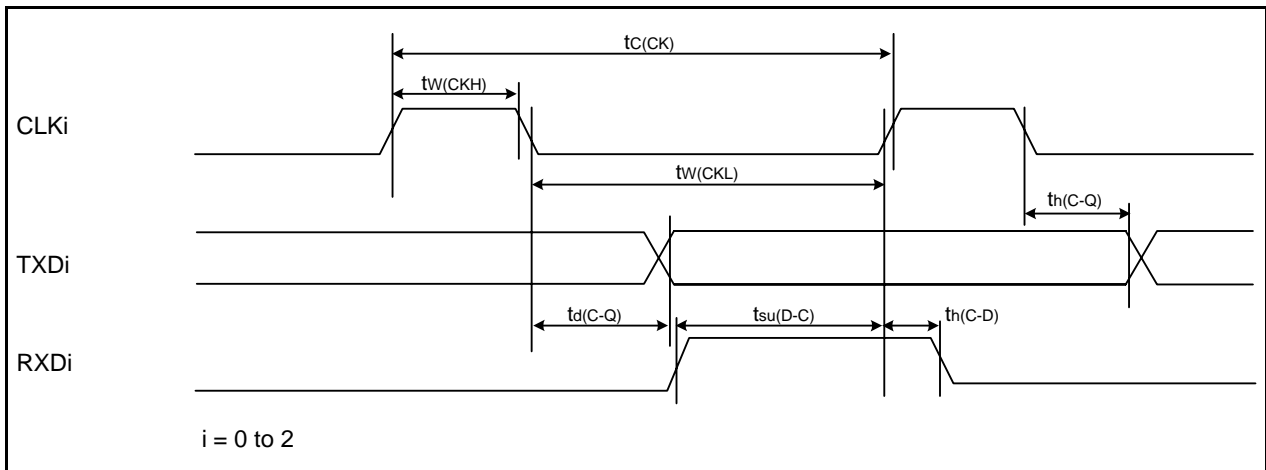 tC(CK)
tW(CKH)
CLKi
tW(CKL)
th(C-Q)
TXDi
td(C-Q)
tsu(D-C)
th(C-D)
RXDi
i = 0 to 2